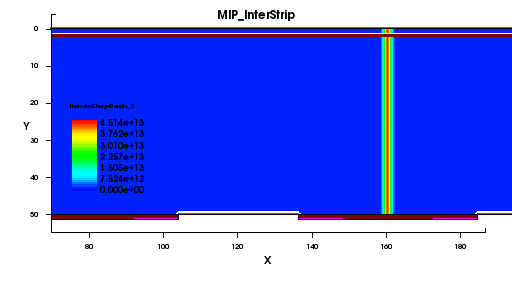 MIP_InterStrip
0
10
20
30
40
50
Y
HeavyIonChargeDensity_X
4.514e+13
3.762e+13
3.010e+13
2.257e+13
1.505e+13
7.524e+12
0.000e+00
80 100 120 140 160 180
X